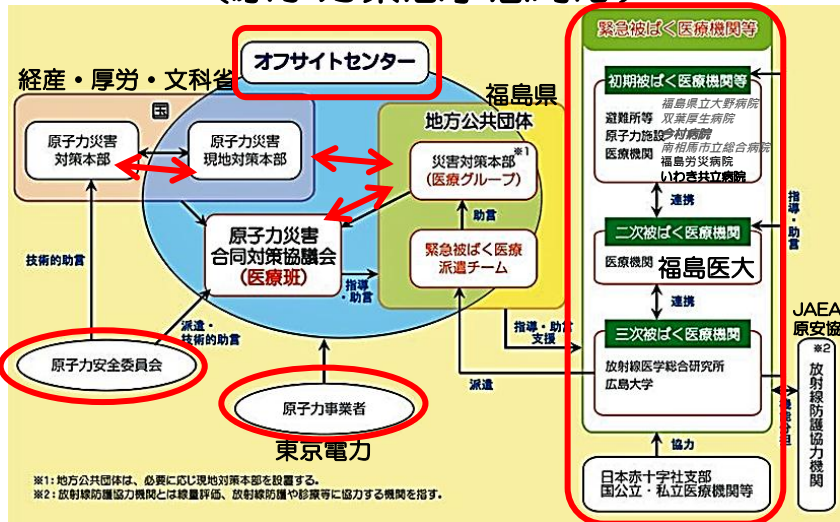 オフサイトセンター
経産・厚労・文科省
国
原子力災害
対策本部
原子力災害
現地対策本部
福島県
地方公共団体
災害対策本部※1
(医療グループ)
助言
緊急被ばく医療
派遣チーム
原子力災害
合同対策協議会
(医療班)
指導
・助言
技術的助言
派遣・
技術的助言
原子力安全委員会
原子力事業者
東京電力
指導・助言
支援
派遣
緊急被ばく医療機関等
初期被ばく医療機関等
避難所等
原子力施設
医療機関
福島県立大野病院
双葉厚生病院
今村病院
南相馬市立総合病院
福島労災病院
いわき共立病院
連携
二次被ばく医療機関
医療機関 福島医大
連携
三次被ばく医療機関
放射線医学総合研究所
広島大学
協力
日本赤十字社支部
国公立・私立医療機関等
指導・助言
JAEA
原安協
※2
放射線防護協力機関
※1:地方公共団体は、必要に応じ現地対策本部を設置する。
※2:放射線防護協力機関とは線量評価、放射線防護や診療等に協力する機関を指す。